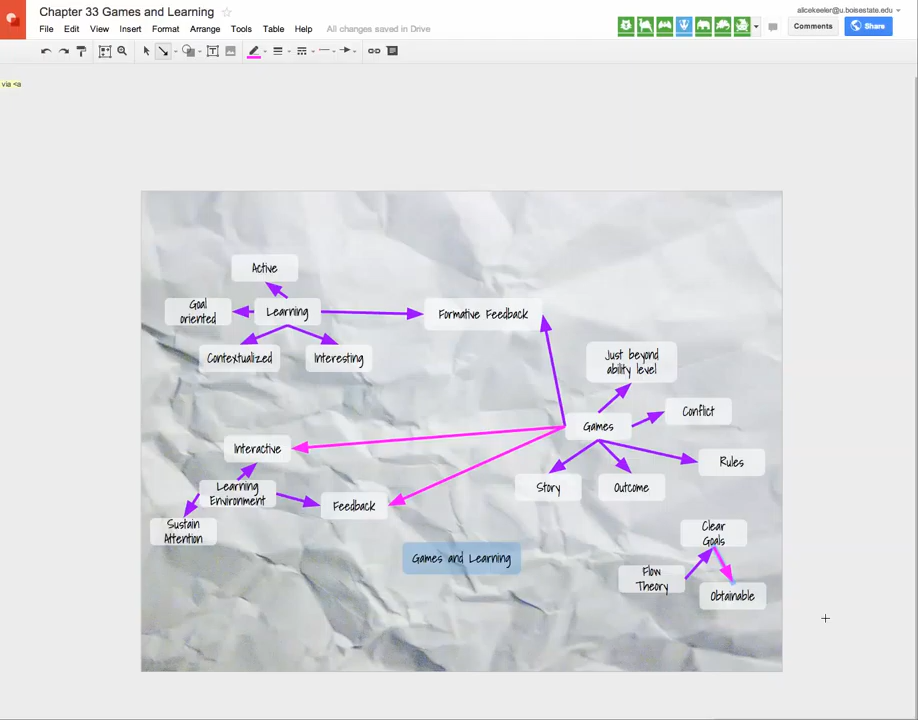 Chapter 33 Games and Learning
alicekeeler@u.boisestate.edu
File Edit View Insert Format Arrange Tools Table Help All changes saved in Drive
Comments
Share
via <a
Active
Goal
oriented
Learning
Formative Feedback
Contextualized
Interesting
Just beyond
ability level
Conflict
Games
Interactive
Rules
Learning
Environment
Story
Outcome
Feedback
Sustain
Attention
Clear
Goals
Games and Learning
Flow
Theory
Obtainable